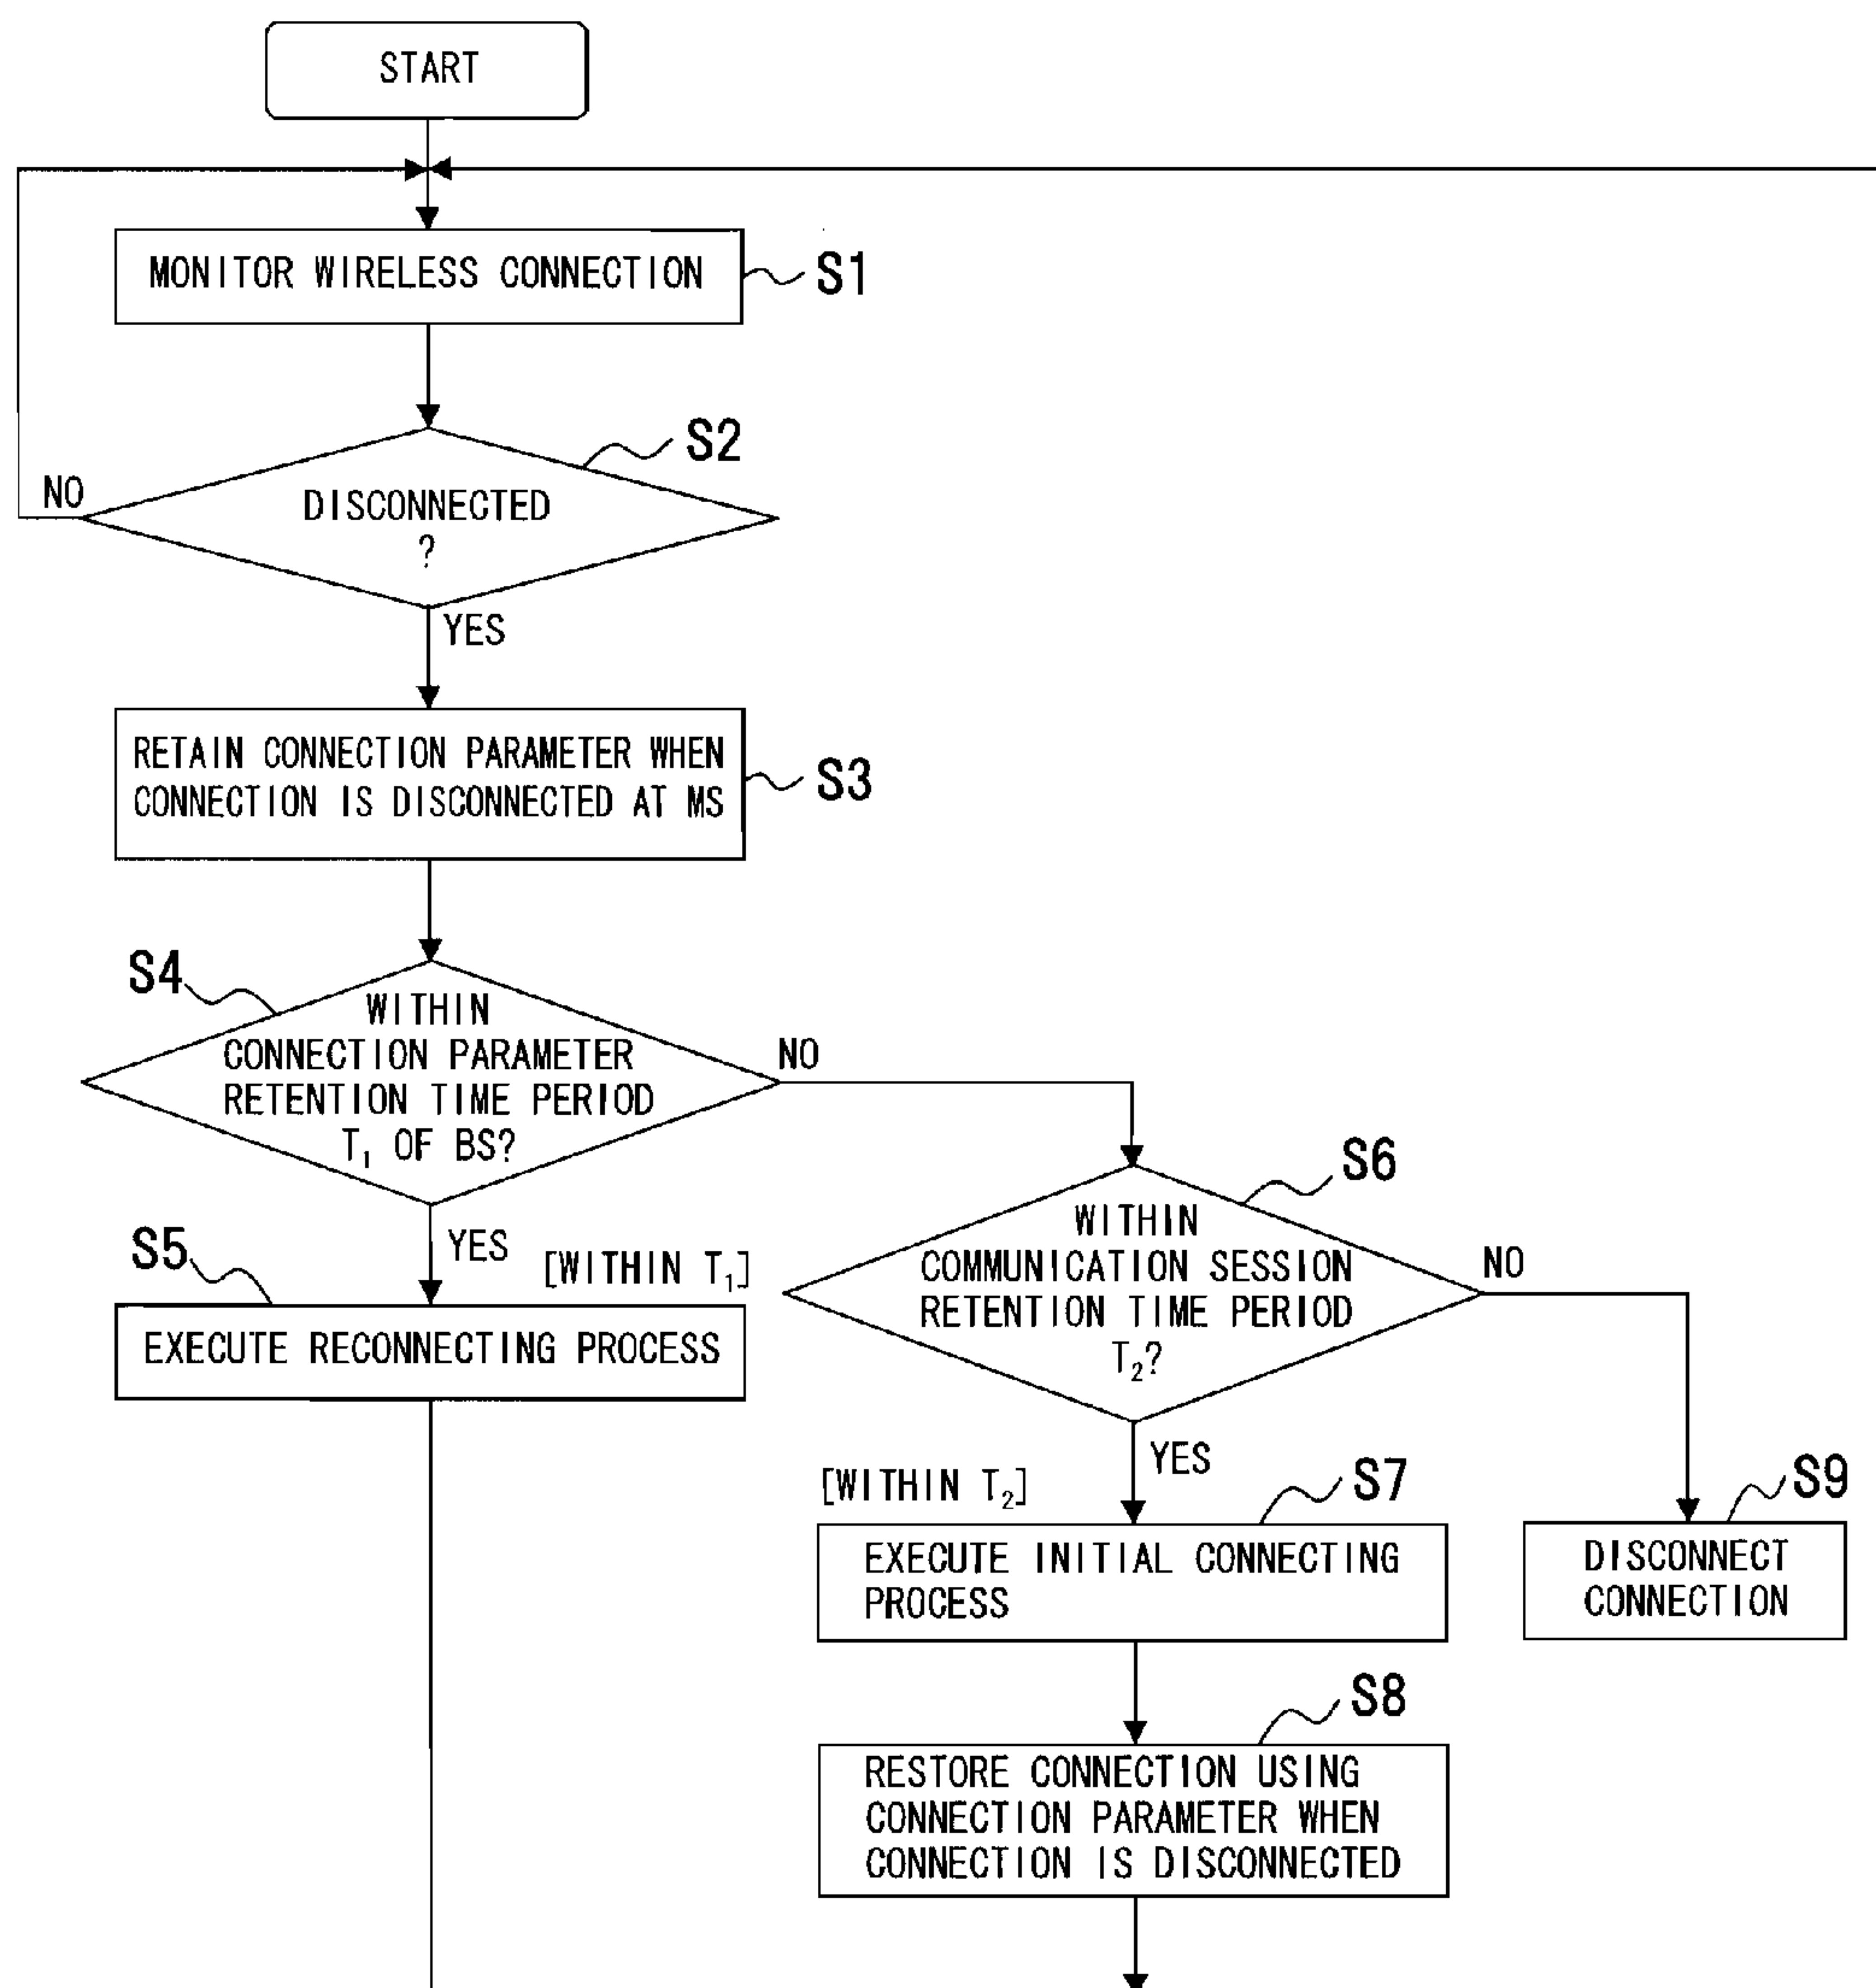 START
MONITOR WIRELESS CONNECTION
S1
S2
NO
DISCONNECTED
?
YES
RETAIN CONNECTION PARAMETER WHEN
CONNECTION IS DISCONNECTED AT MS
S3
S4
WITHIN
CONNECTION PARAMETER
RETENTION TIME PERIOD
T₁ OF BS?
NO
YES
S5
[WITHIN T₁]
EXECUTE RECONNECTING PROCESS
S6
WITHIN
COMMUNICATION SESSION
RETENTION TIME PERIOD
T₂?
NO
YES
[WITHIN T₂]
S7
EXECUTE INITIAL CONNECTING
PROCESS
S9
DISCONNECT
CONNECTION
S8
RESTORE CONNECTION USING
CONNECTION PARAMETER WHEN
CONNECTION IS DISCONNECTED